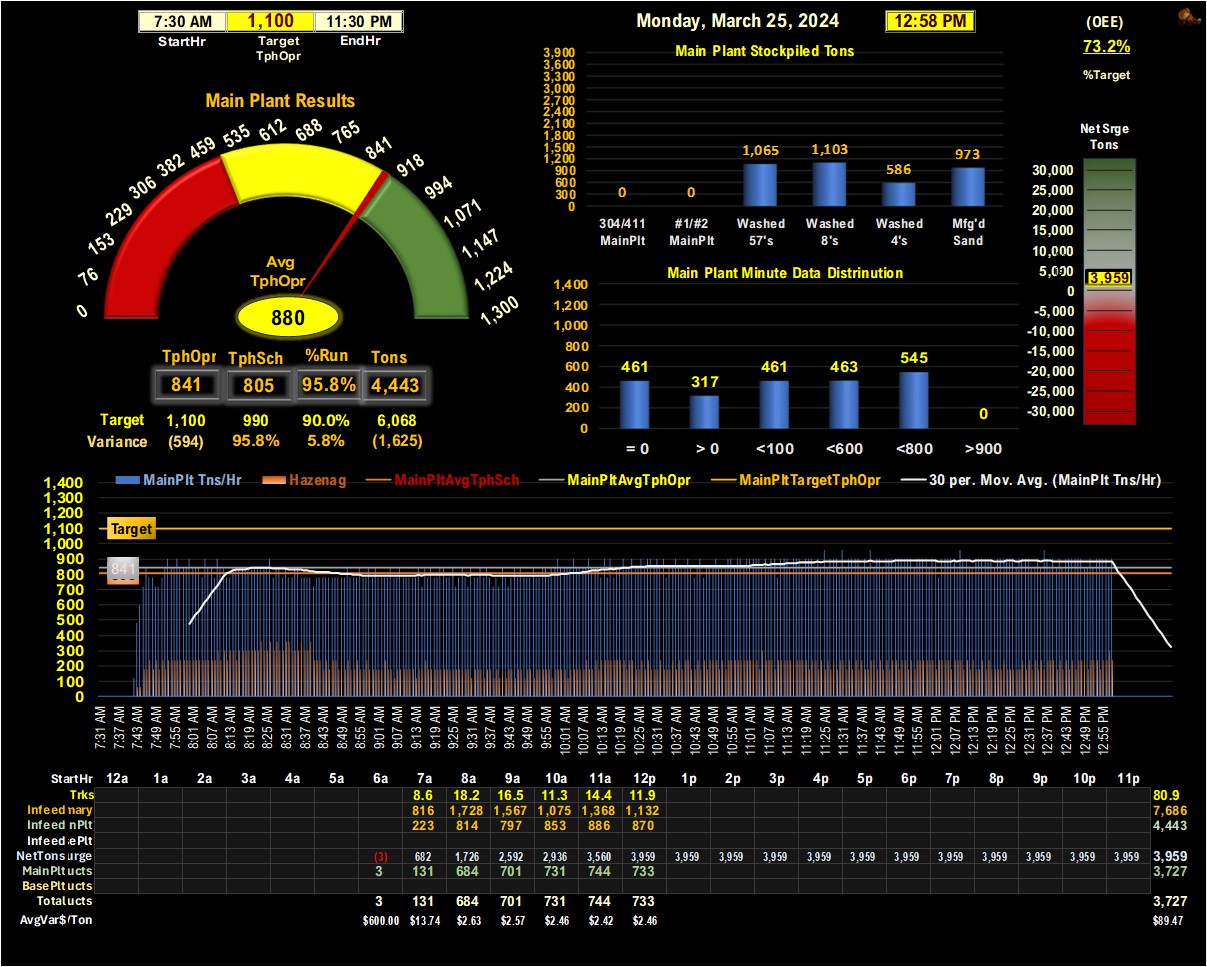 7:30 AM 1,100 11:30 PM
StartHr Target TphOpr EndHr
Monday, March 25, 2024 12:58 PM
(OEE)
73.2%
%Target
Main Plant Results
0 76 153 229 306 382 459 535 612 688 765 841 918 994 1,071 1,147 1,224 1,300
Avg
TphOpr
880
TphOpr TphSch %Run Tons
841 805 95.8% 4,443
Target 1,100 990 90.0% 6,068
Variance (594) 95.8% 5.8% (1,625)
Main Plant Stockpiled Tons
3,900
3,600
3,300
3,000
2,700
2,400
2,100
1,800
1,500
1,200
900
600
300
0
0 0 1,065 1,103 586 973
304/411 #1/#2 Washed Washed Washed Mfg'd
MainPlt MainPlt 57's 8's 4's Sand
Main Plant Minute Data Distrinution
1,400
1,200
1,000
800
600
400
200
0
461 317 461 463 545 0
= 0 > 0 <100 <600 <800 >900
Net Srge
Tons
30,000
25,000
20,000
15,000
10,000
5,000
3,959
0
-5,000
-10,000
-15,000
-20,000
-25,000
-30,000
MainPlt Tns/Hr Hazenag MainPltAvgTphSch MainPltAvgTphOpr MainPltTargetTphOpr 30 per. Mov. Avg. (MainPlt Tns/Hr)
1,400
1,300
1,200
1,100
1,000
900
800
700
600
500
400
300
200
100
0
Target
841
7:31 AM 7:37 AM 7:43 AM 7:49 AM 7:55 AM 8:01 AM 8:07 AM 8:13 AM 8:19 AM 8:25 AM 8:31 AM 8:37 AM 8:43 AM 8:49 AM 8:55 AM 9:01 AM 9:07 AM 9:13 AM 9:19 AM 9:25 AM 9:31 AM 9:37 AM 9:43 AM 9:49 AM 9:55 AM 10:01 AM 10:07 AM 10:13 AM 10:19 AM 10:25 AM 10:31 AM 10:37 AM 10:43 AM 10:49 AM 10:55 AM 11:01 AM 11:07 AM 11:13 AM 11:19 AM 11:25 AM 11:31 AM 11:37 AM 11:43 AM 11:49 AM 11:55 AM 12:01 PM 12:07 PM 12:13 PM 12:19 PM 12:25 PM 12:31 PM 12:37 PM 12:43 PM 12:49 PM 12:55 PM
StartHr 12a 1a 2a 3a 4a 5a 6a 7a 8a 9a 10a 11a 12p 1p 2p 3p 4p 5p 6p 7p 8p 9p 10p 11p
Trks 8.6 18.2 16.5 11.3 14.4 11.9 80.9
Infeed nary 816 1,728 1,567 1,075 1,368 1,132 7,686
Infeed n Plt 223 814 797 853 886 870 4,443
Infeed ePlt
NetTons urge (3) 682 1,726 2,592 2,936 3,560 3,959 3,959 3,959 3,959 3,959 3,959 3,959 3,959 3,959 3,959 3,959 3,959 3,959
MainPlt ucts 3 131 684 701 731 744 733 3,727
BasePlt ucts
Total ucts 3 131 684 701 731 744 733 3,727
AvgVar$/Ton $600.00 $13.74 $2.63 $2.57 $2.46 $2.42 $2.46 $89.47